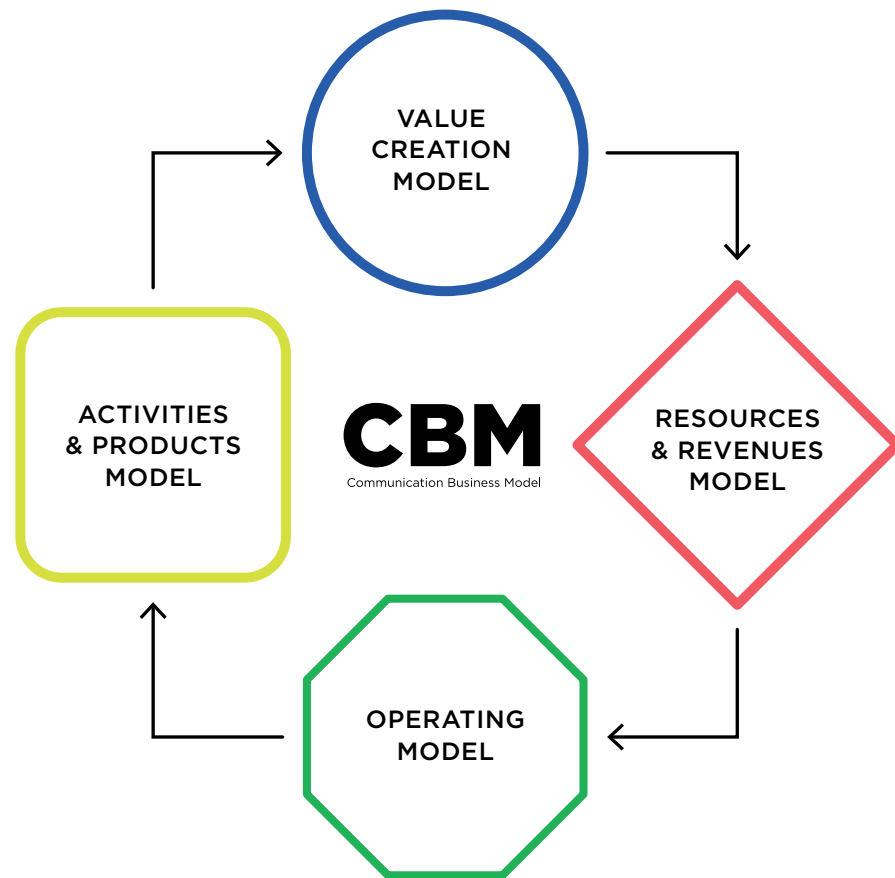 VALUE
CREATION
MODEL
ACTIVITIES
& PRODUCTS
MODEL
CBM
Communication Business Model
RESOURCES
& REVENUES
MODEL
OPERATING
MODEL